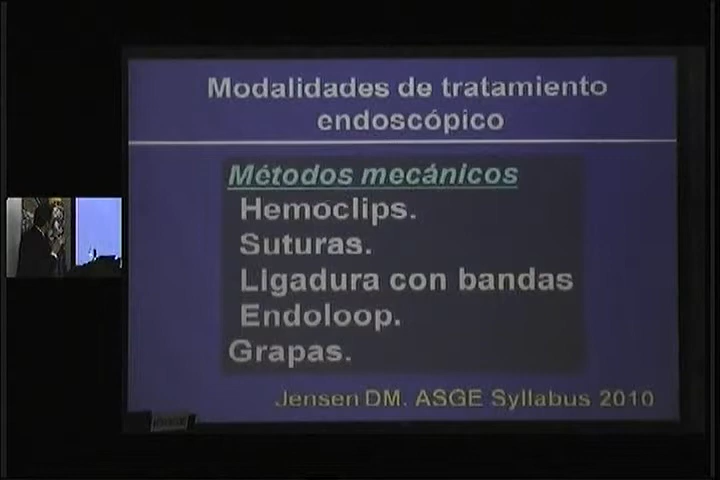 Modalidades de tratamiento
endoscópico
Métodos mecánicos
Hemoclips.
Suturas.
Ligadura con bandas
Endoloop.
Grapas.
Jensen DM. ASGE Syllabus 2010